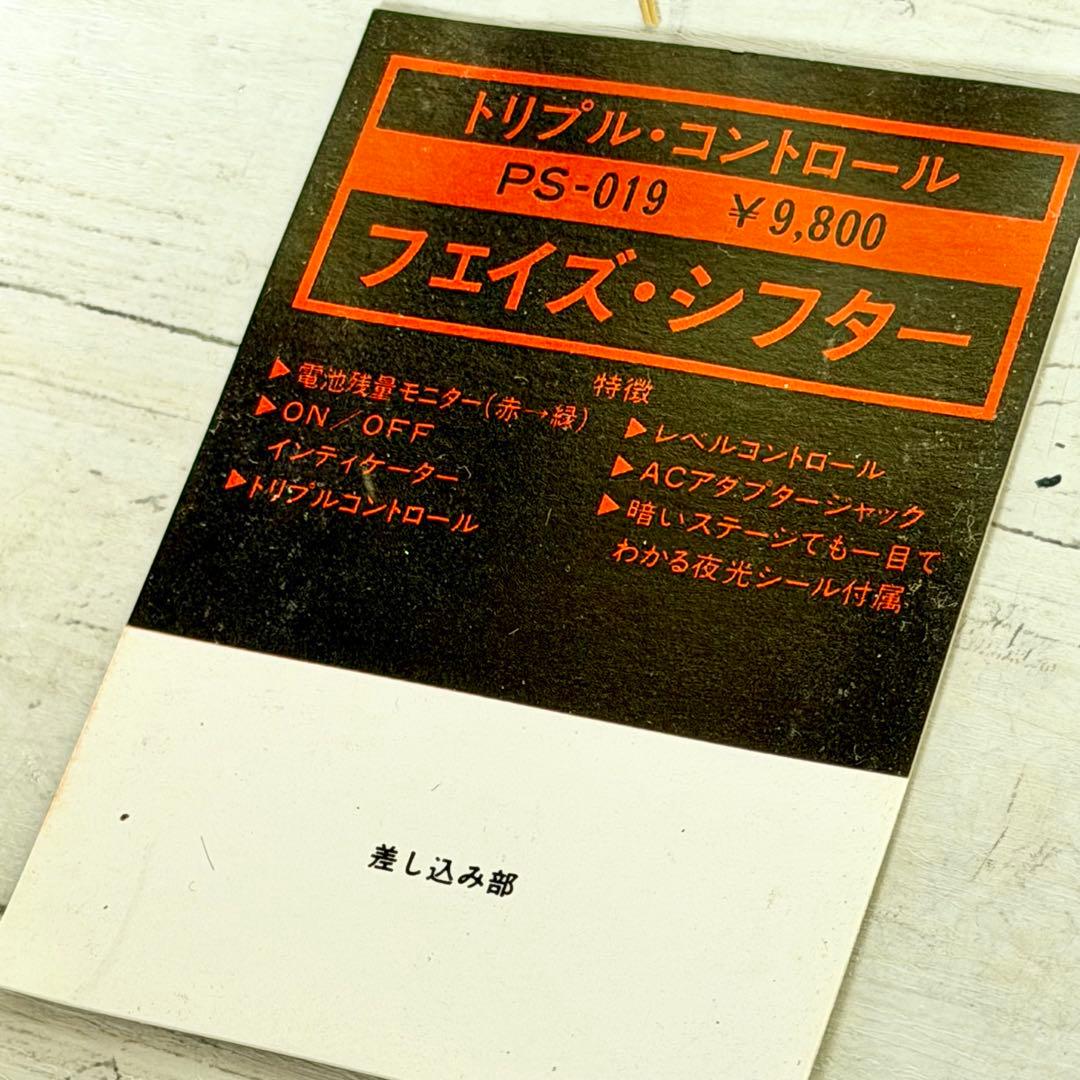 トリプル・コントロール
PS-019 ¥9,800
フェイズ・シフター
特徴
▶電池残量モニター(赤→緑)
▶ON／OFF
インティケーター
▶トリプルコントロール
▶レベルコントロール
▶ACアダプタージャック
▶暗いステージでも一目で
わかる夜光シール付属
差し込み部